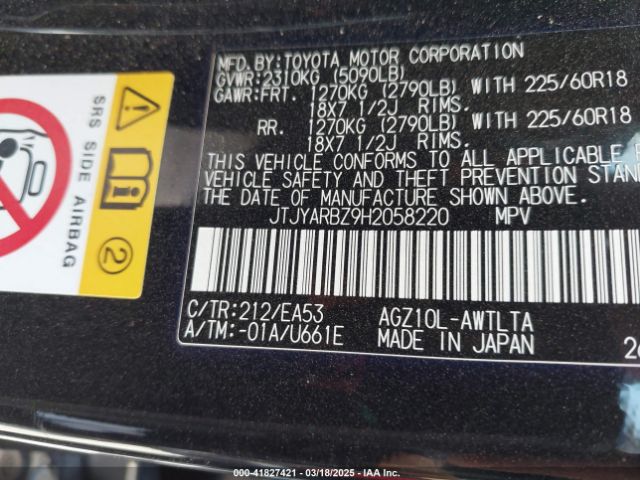 MFD. BY: TOYOTA MOTOR CORPORATION
GVWR: 2310KG (5090LB)
GAWR: FRT. 1270KG (2790LB) WITH 225/60R18
18X7 1/2J RIMS.
RR. 1270KG (2790LB) WITH 225/60R18
18X7 1/2J RIMS.
THIS VEHICLE CONFORMS TO ALL APPLICABLE
VEHICLE SAFETY AND THEFT PREVENTION
THE DATE OF MANUFACTURE SHOWN ABOVE.
JTJYARBZ9H2058220 MPV
C/TR: 212/EA53 AGZ10L-AWTLTA
A/TM: -01A/U661E MADE IN JAPAN
SRS SIDE AIRBAG
2
000-41827421 | 03/18/2025 | IAA Inc.